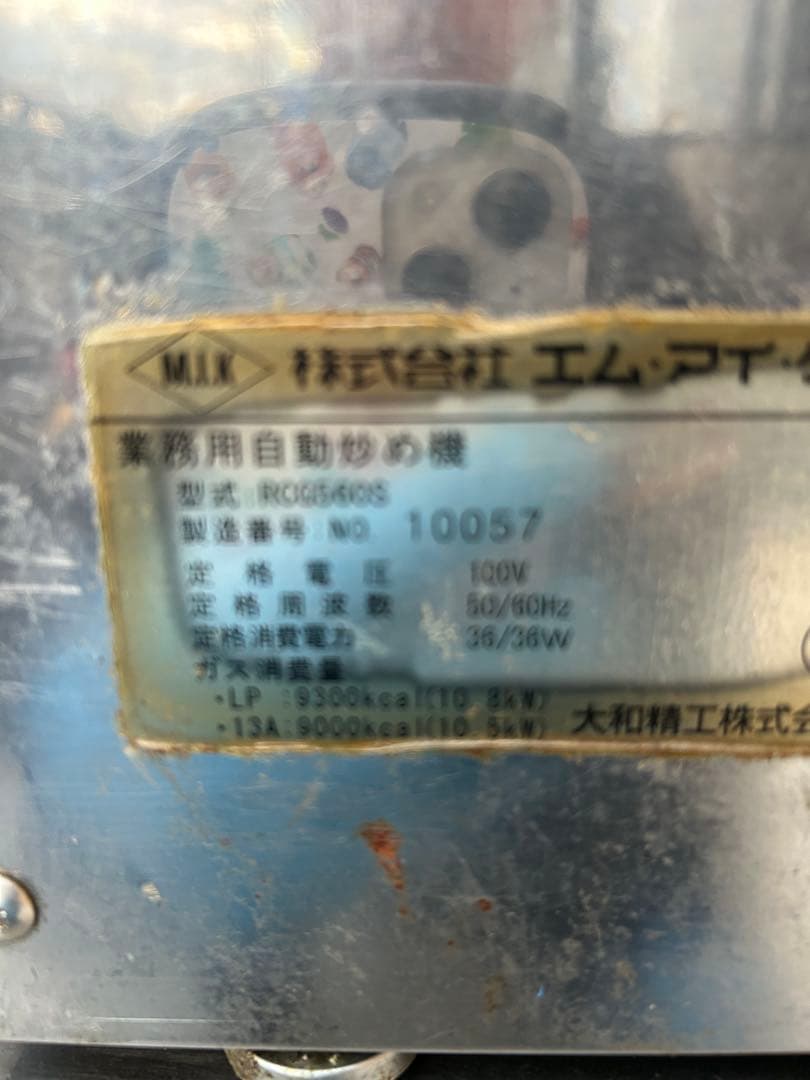 M.I.K 株式会社 エム・アイ・
業務用自動炒め機
型式:
製造番号:NO. 10057
定格電圧 100V
定格周波数 50/60Hz
定格消費電力 36/36W
ガス消費量
・LP :9300kcal(10.8kW)
・13A:9000kcal(10.5kW) 大和精工株式会